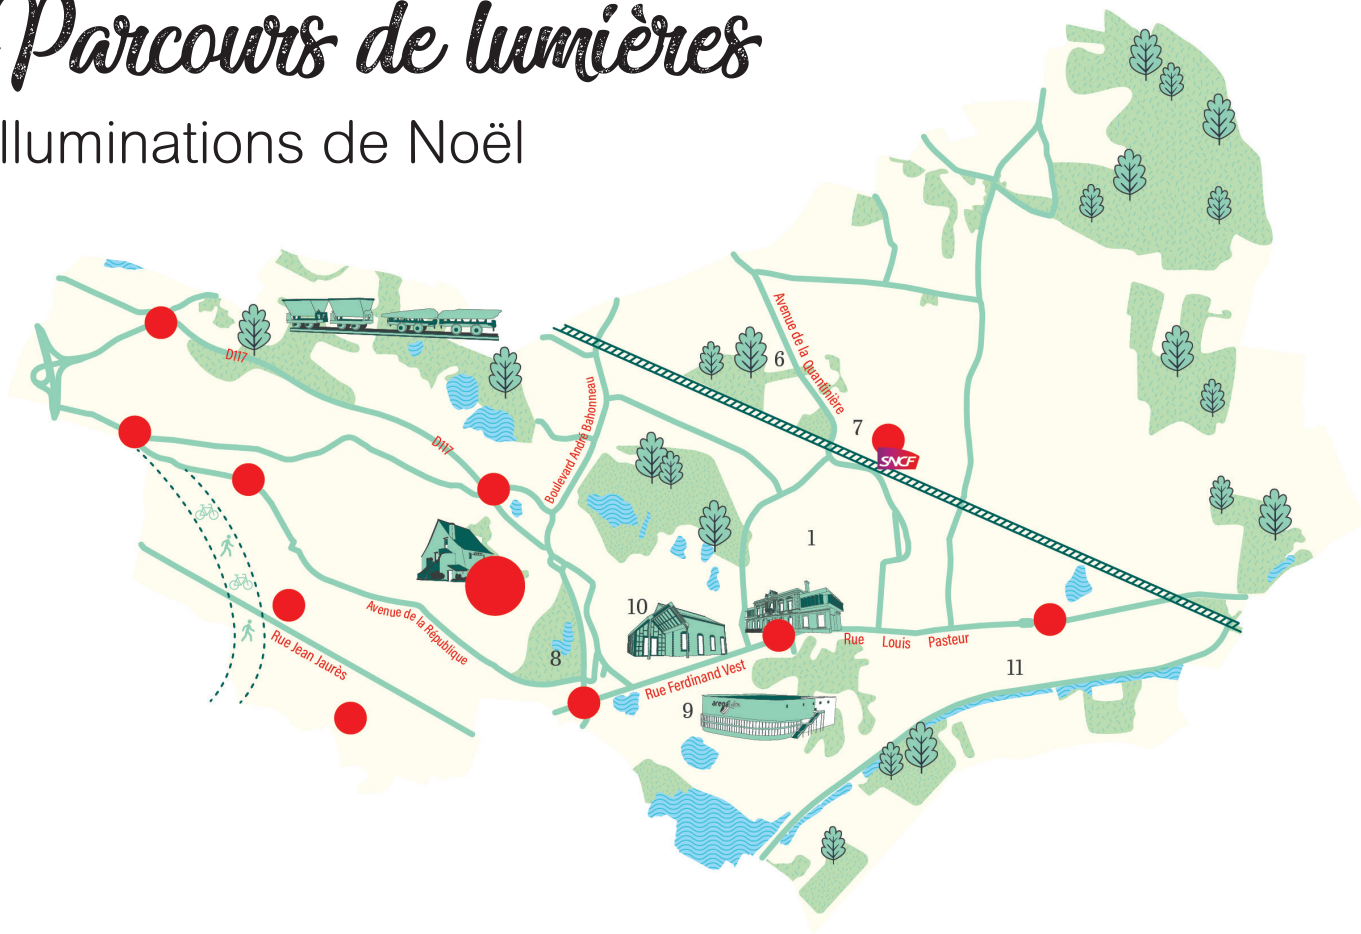 Parcours de lumières
lluminations de Noël
Avenue de la Quantinière
6
D117
Boulevard André Bahonneau
7
SNCF
D117
1
10
Avenue de la République
Rue Jean Jaurès
Rue Louis Pasteur
8
Rue Ferdinand Vest
11
9